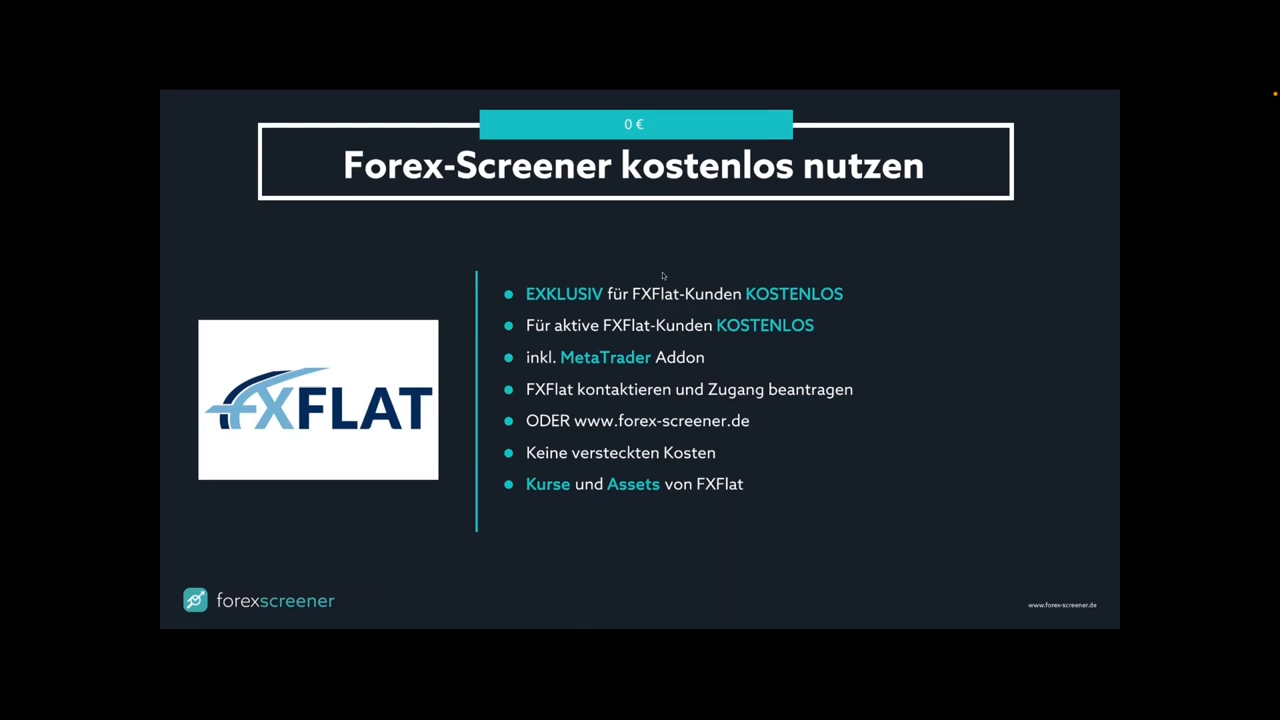 0 €
Forex-Screener kostenlos nutzen
EXKLUSIV für FXFlat-Kunden KOSTENLOS
Für aktive FXFlat-Kunden KOSTENLOS
inkl. MetaTrader Addon
FXFlat kontaktieren und Zugang beantragen
ODER www.forex-screener.de
Keine versteckten Kosten
Kurse und Assets von FXFlat
FXFLAT
forexscreener
www.forex-screener.de